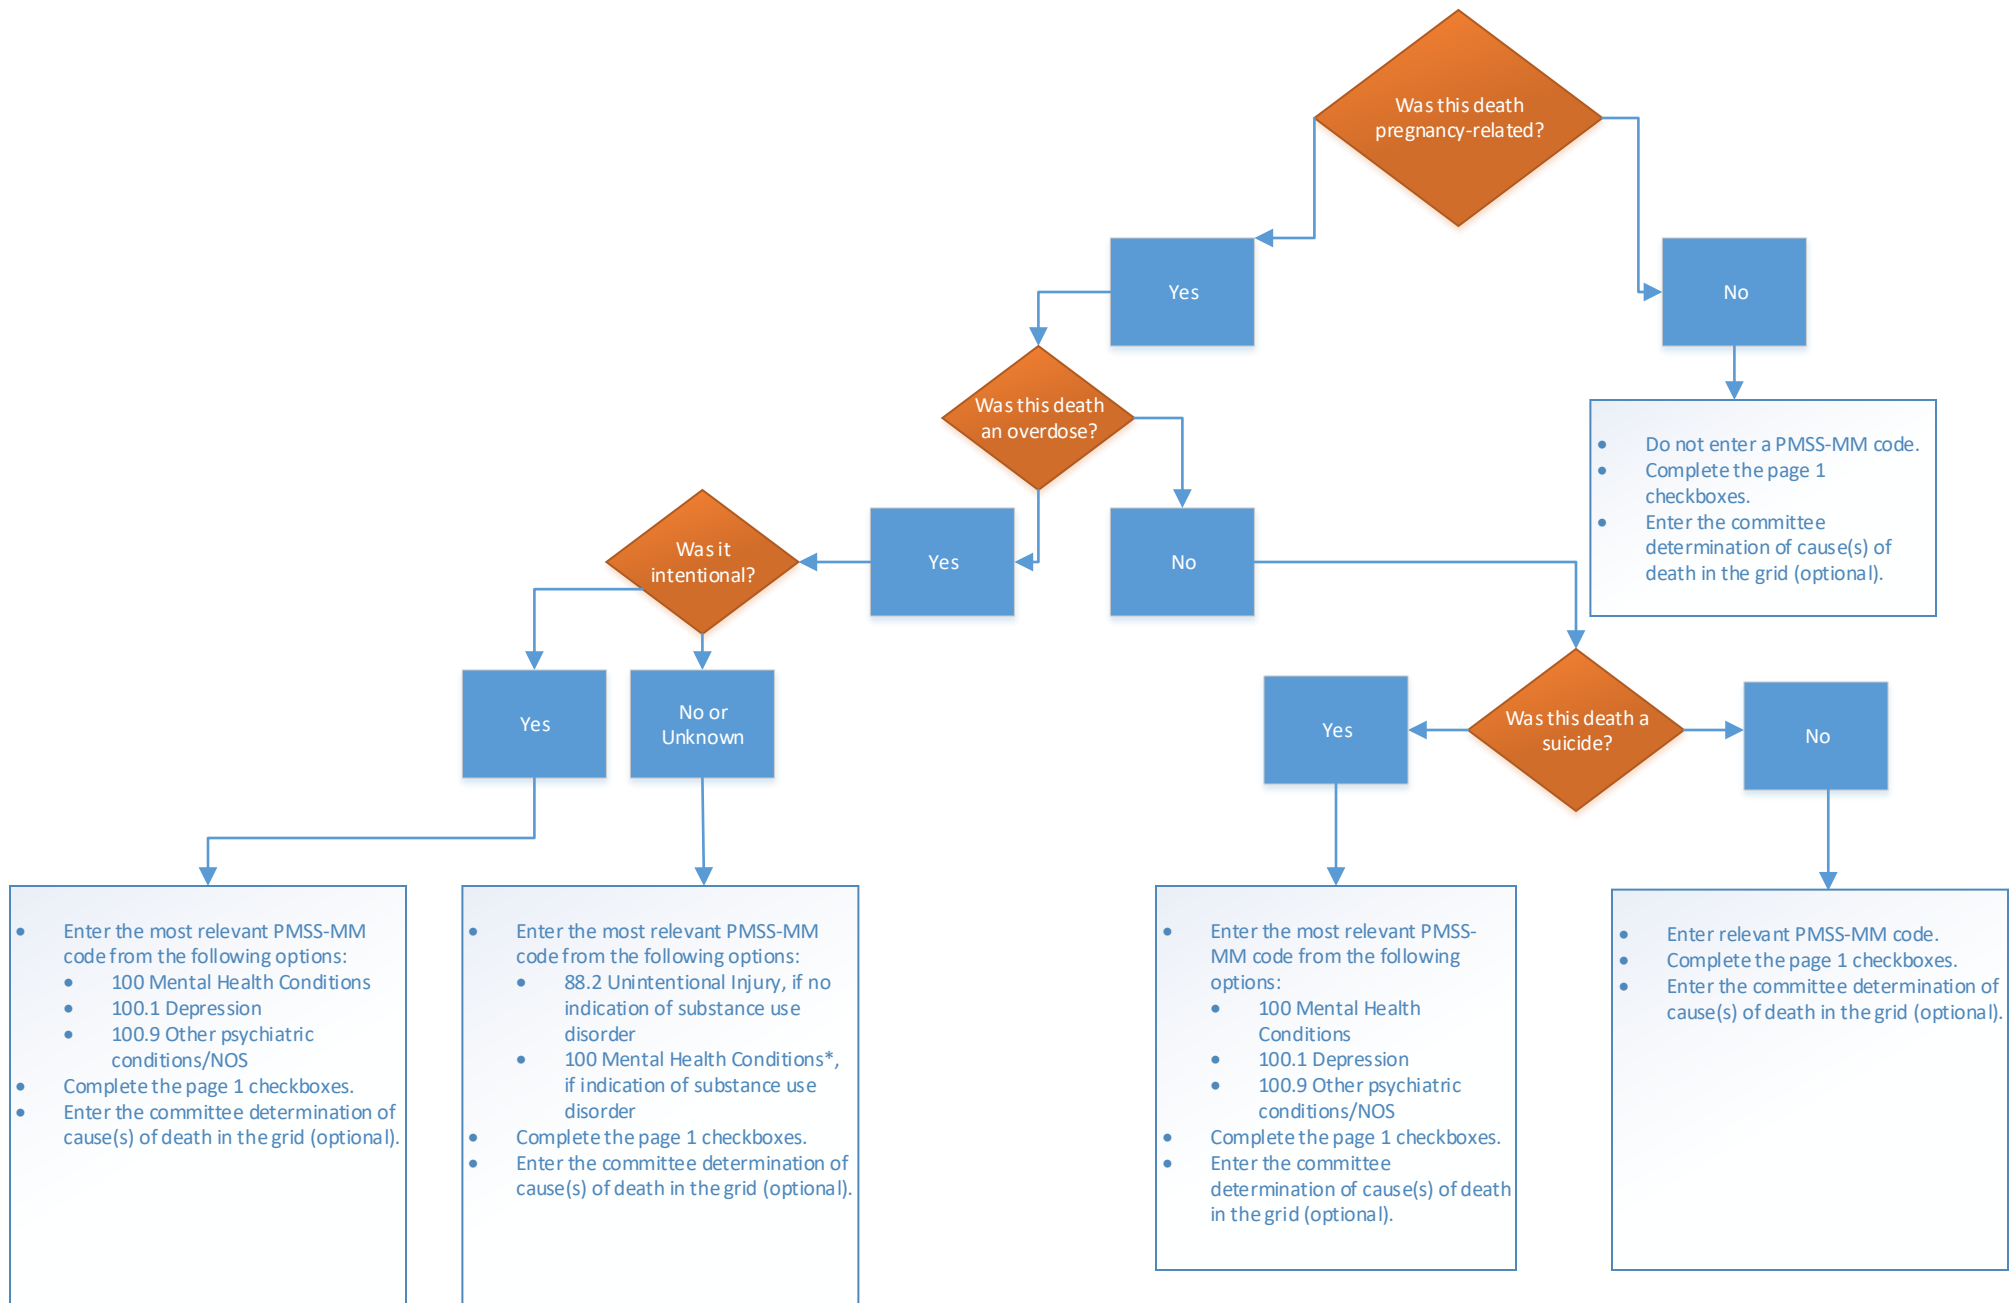 Was this death
pregnancy-related?
Yes
No
Was this death
an overdose?
• Do not enter a PMSS-MM code.
• Complete the page 1
checkboxes.
• Enter the committee
determination of cause(s) of
death in the grid (optional).
Was it
intentional?
Yes
No
Yes
No or
Unknown
Yes
Was this death a
suicide?
No
• Enter the most relevant PMSS-MM
code from the following options:
• 100 Mental Health Conditions
• 100.1 Depression
• 100.9 Other psychiatric
conditions/NOS
• Complete the page 1 checkboxes.
• Enter the committee determination of
cause(s) of death in the grid (optional).
• Enter the most relevant PMSS-MM
code from the following options:
• 88.2 Unintentional Injury, if no
indication of substance use
disorder
• 100 Mental Health Conditions*,
if indication of substance use
disorder
• Complete the page 1 checkboxes.
• Enter the committee determination of
cause(s) of death in the grid (optional).
• Enter the most relevant PMSS-
MM code from the following
options:
• 100 Mental Health
Conditions
• 100.1 Depression
• 100.9 Other psychiatric
conditions/NOS
• Complete the page 1 checkboxes.
• Enter the committee
determination of cause(s) of death
in the grid (optional).
• Enter relevant PMSS-MM code.
• Complete the page 1 checkboxes.
• Enter the committee determination of
cause(s) of death in the grid (optional).